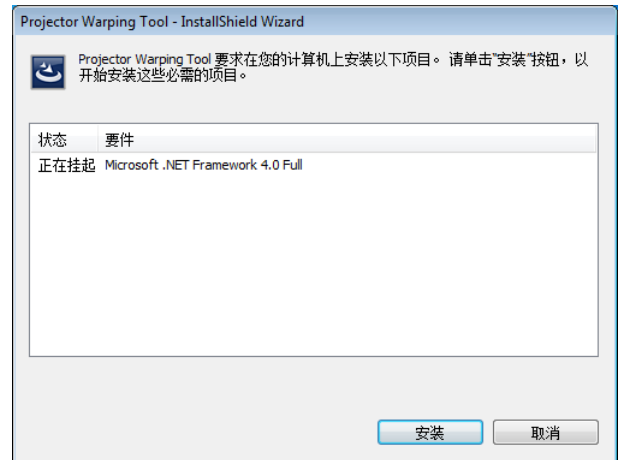 Projector Warping Tool - InstallShield Wizard
Projector Warping Tool 要求在您的计算机上安装以下项目。 请单击"安装"按钮，以
开始安装这些必需的项目。
状态 要件
正在挂起 Microsoft .NET Framework 4.0 Full
安装 取消